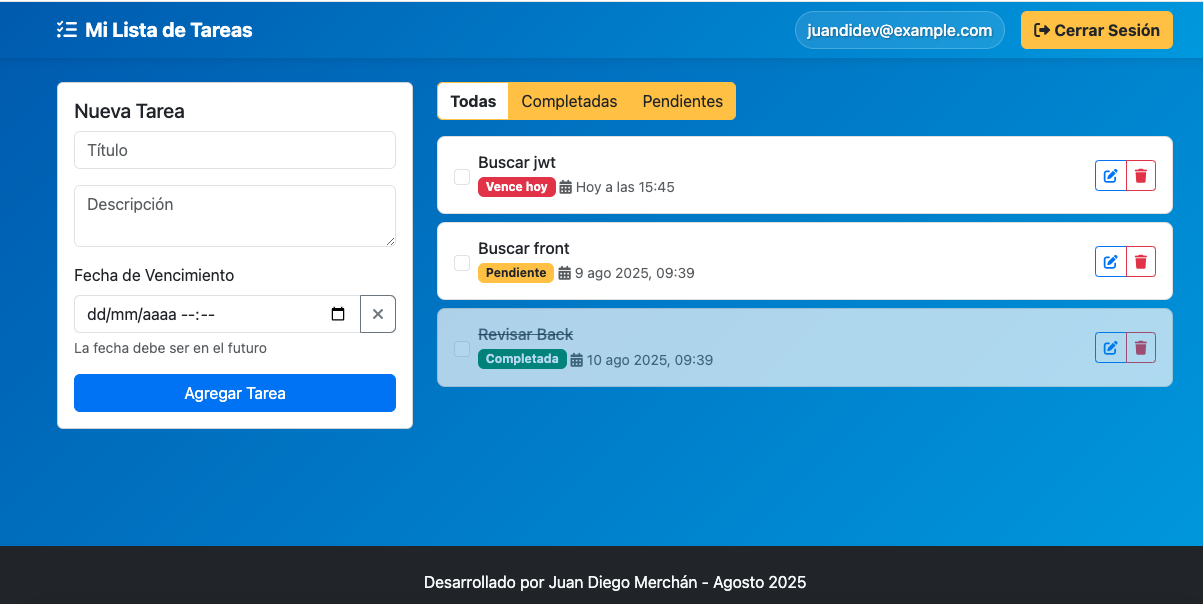 Mi Lista de Tareas
juandidev@example.com
Cerrar Sesión
Nueva Tarea
Título
Descripción
Fecha de Vencimiento
dd/mm/aaaa --:--
La fecha debe ser en el futuro
Agregar Tarea
Todas Completadas Pendientes
Buscar jwt
Vence hoy Hoy a las 15:45
Buscar front
Pendiente 9 ago 2025, 09:39
Revisar Back
Completada 10 ago 2025, 09:39
Desarrollado por Juan Diego Merchán - Agosto 2025